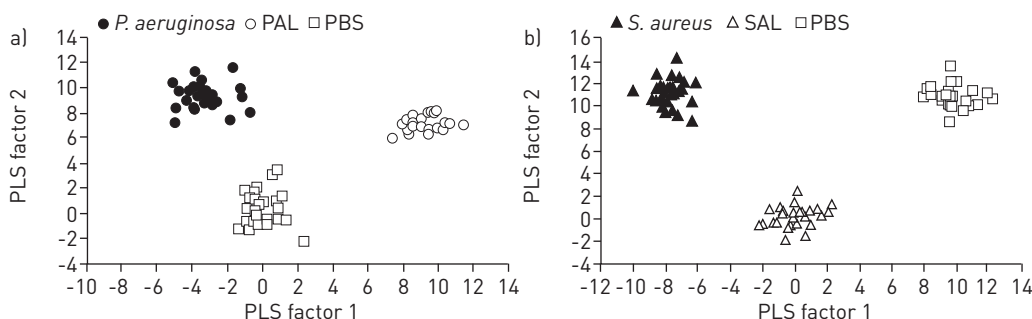 ● P. aeruginosa ○ PAL □ PBS
a)
14
12
10
8
6
4
2
0
-2
-4
PLS factor 2
-10 -8 -6 -4 -2 0 2 4 6 8 10 12 14
PLS factor 1
▲ S. aureus △ SAL □ PBS
b)
16
14
12
10
8
6
4
2
0
-2
-4
PLS factor 2
-12 -10 -8 -6 -4 -2 0 2 4 6 8 10 12 14
PLS factor 1